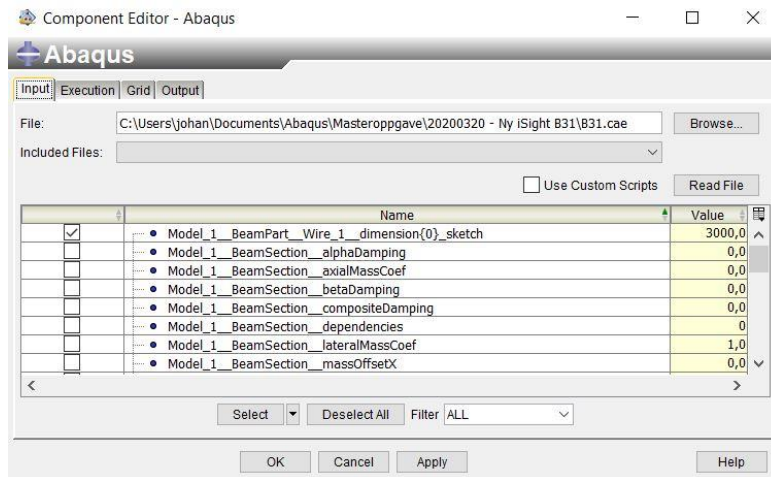 Component Editor - Abaqus
Abaqus
Input Execution Grid Output
File: C:\Users\johan\Documents\Abaqus\Masteroppgave\20200320 - Ny iSight B31\B31.cae Browse...
Included Files:
Use Custom Scripts Read File
Name Value
Model_1__BeamPart__Wire_1__dimension{0}_sketch 3000,0
Model_1__BeamSection__alphaDamping 0,0
Model_1__BeamSection__axialMassCoef 0,0
Model_1__BeamSection__betaDamping 0,0
Model_1__BeamSection__compositeDamping 0,0
Model_1__BeamSection__dependencies 0
Model_1__BeamSection__lateralMassCoef 1,0
Model_1__BeamSection__massOffsetX 0,0
Select Deselect All Filter ALL
OK Cancel Apply Help